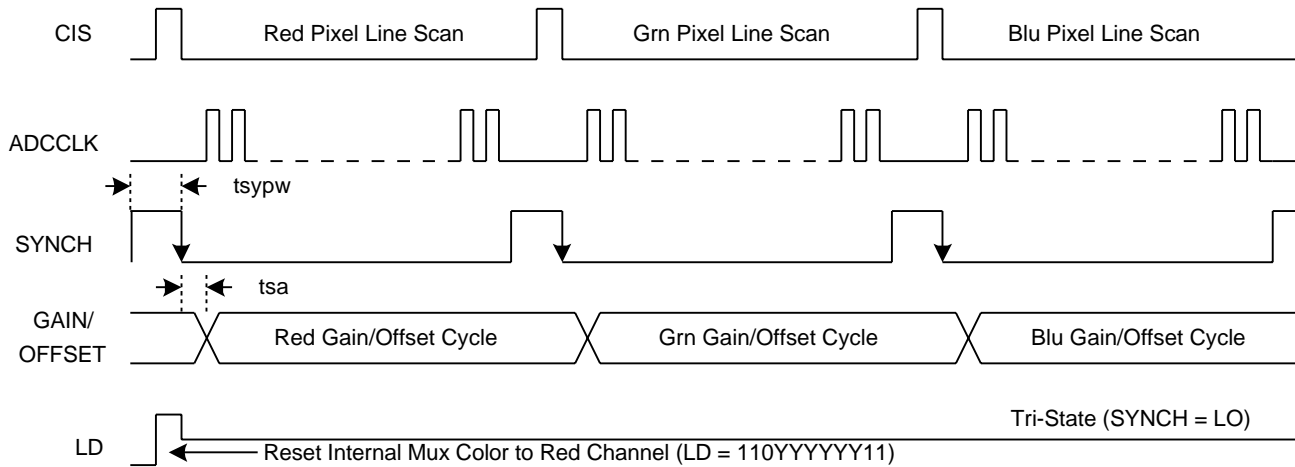 CIS
Red Pixel Line Scan
Grn Pixel Line Scan
Blu Pixel Line Scan
ADCCLK
tsypw
SYNCH
tsa
GAIN/
OFFSET
Red Gain/Offset Cycle
Grn Gain/Offset Cycle
Blu Gain/Offset Cycle
Tri-State (SYNCH = LO)
LD
Reset Internal Mux Color to Red Channel (LD = 110YYYYYY11)